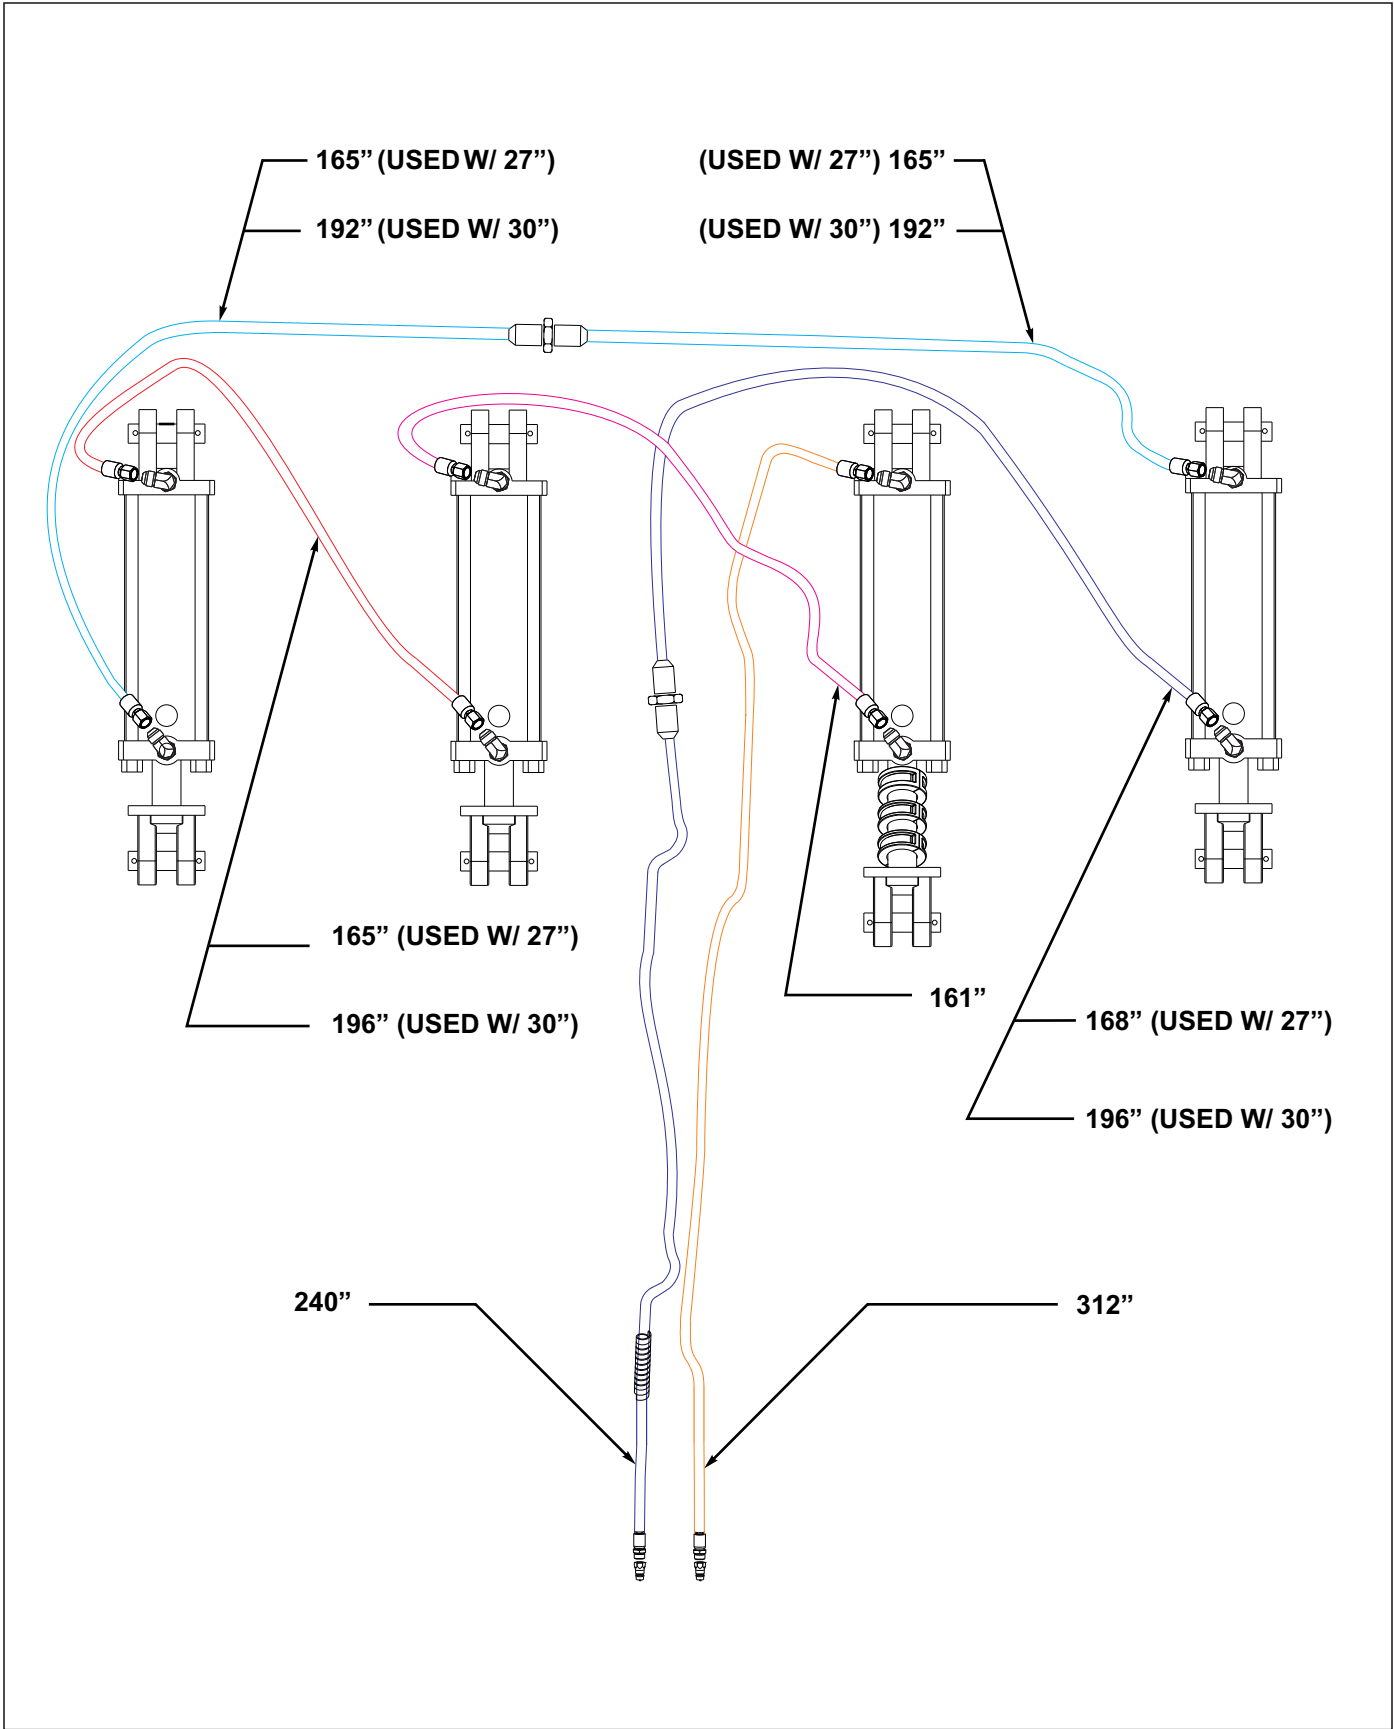 165” (USED W/ 27”)
(USED W/ 27”) 165”
192” (USED W/ 30”)
(USED W/ 30”) 192”
165” (USED W/ 27”)
196” (USED W/ 30”)
161”
168” (USED W/ 27”)
196” (USED W/ 30”)
240”
312”